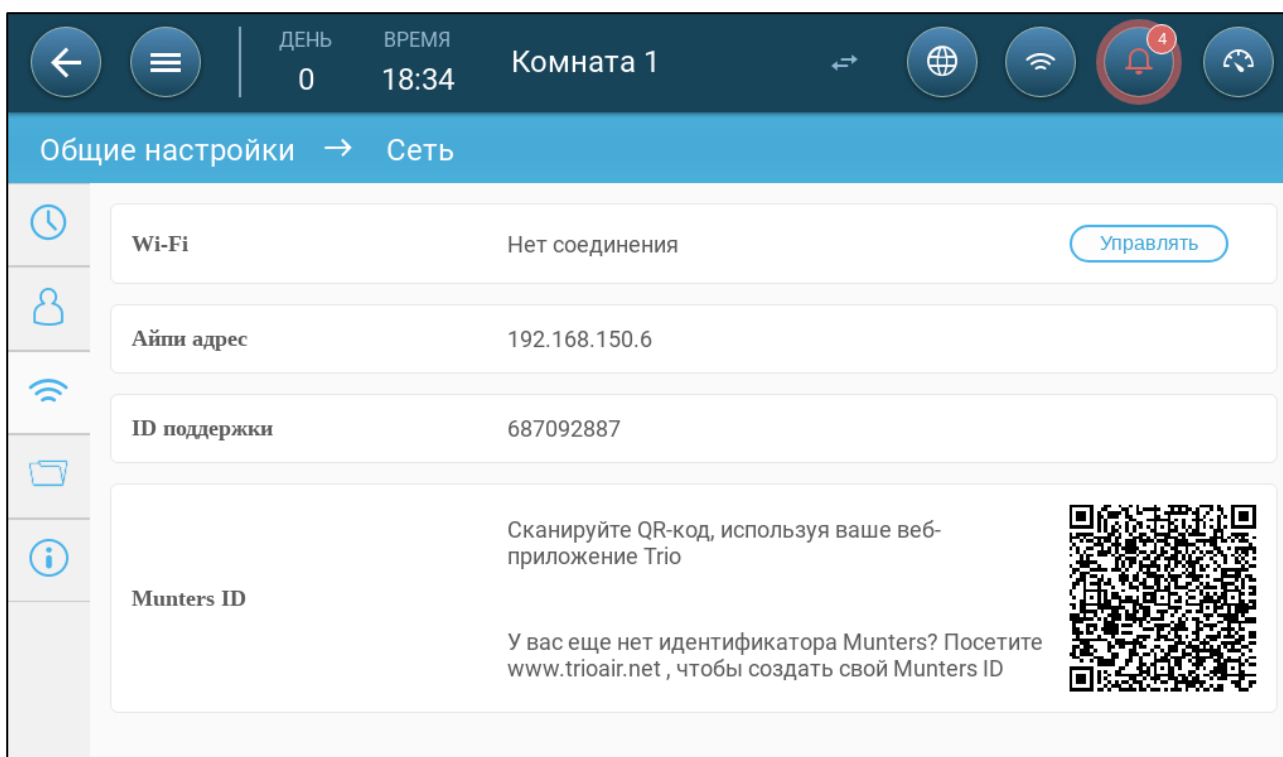 ДЕНЬ
0
ВРЕМЯ
18:34
Комната 1
4
Общие настройки → Сеть
Wi-Fi
Нет соединения
Управлять
Айпи адрес
192.168.150.6
ID поддержки
687092887
Munters ID
Сканируйте QR-код, используя ваше веб-
приложение Trio
У вас еще нет идентификатора Munters? Посетите
www.trioair.net , чтобы создать свой Munters ID